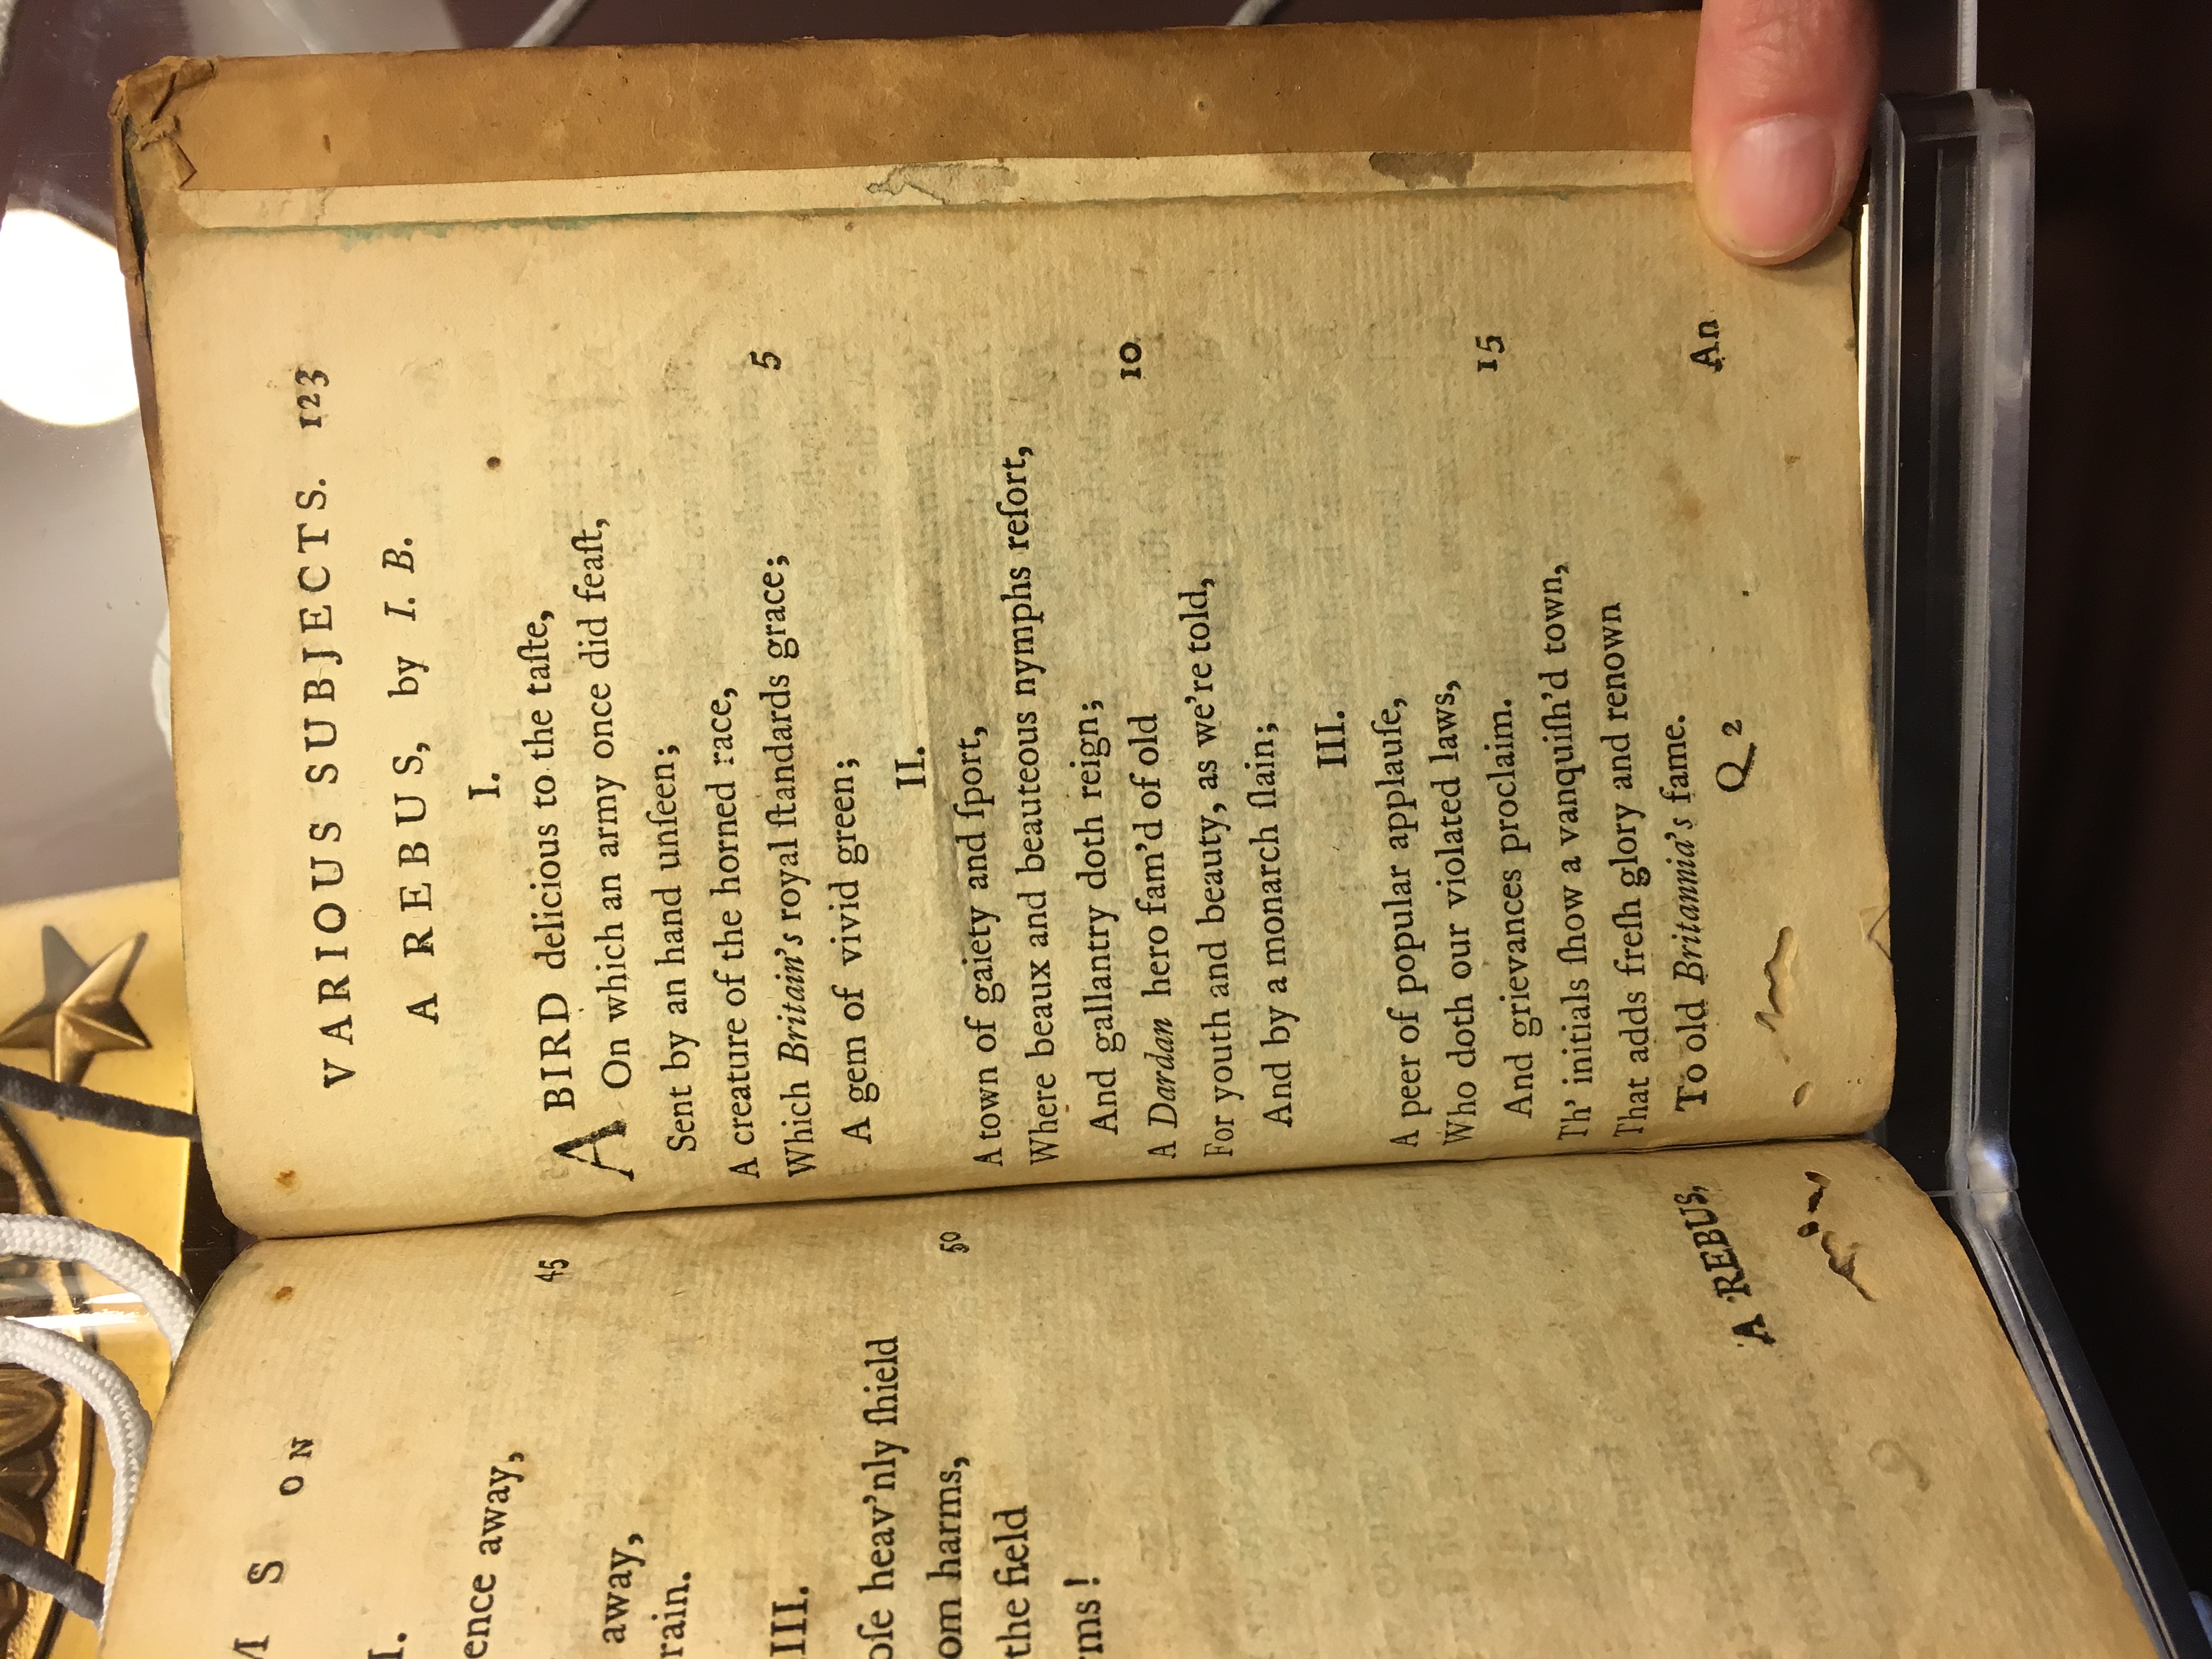 M S ON
I.
ence away,
45
away,
rain.
III.
oſe heav'nly ſhield
om harms,
50
the field
rms!
A REBUS,
VARIOUS SUBJECTS. 123
A REBUS, by I. B.
I.
A BIRD delicious to the taſte,
On which an army once did feaſt,
Sent by an hand unſeen;
A creature of the horned race,
Which Britain's royal ſtandards grace; 5
A gem of vivid green;
II.
A town of gaiety and ſport,
Where beaux and beauteous nymphs reſort,
And gallantry doth reign;
A Dardan hero fam'd of old 10
For youth and beauty, as we're told,
And by a monarch ſlain;
III.
A peer of popular applauſe,
Who doth our violated laws,
And grievances proclaim. 15
Th' initials ſhow a vanquiſh'd town,
That adds freſh glory and renown
To old Britannia's fame.
Q 2 An